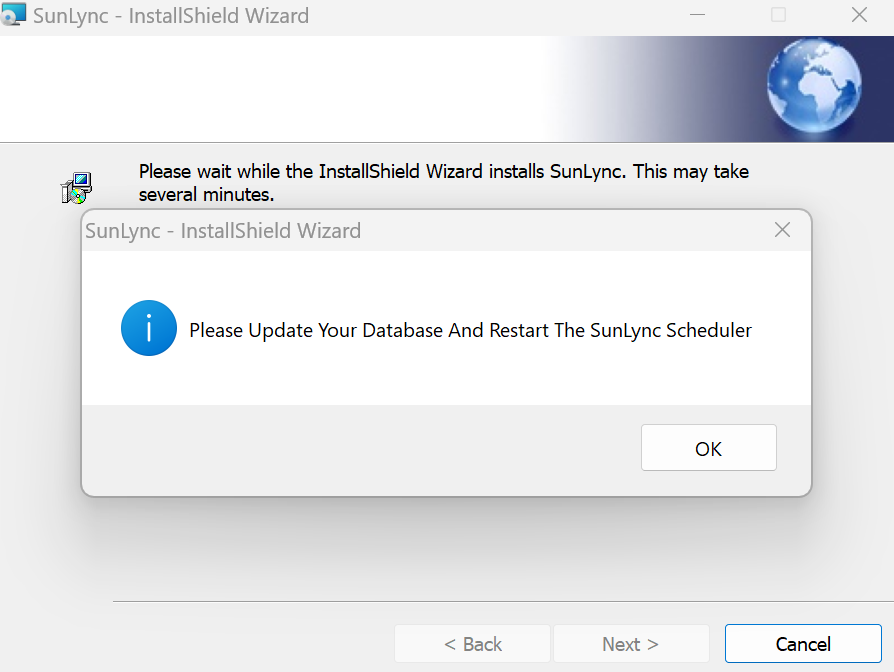 SunLync - InstallShield Wizard
Please wait while the InstallShield Wizard installs SunLync. This may take
several minutes.
SunLync - InstallShield Wizard
i
Please Update Your Database And Restart The SunLync Scheduler
OK
< Back
Next >
Cancel